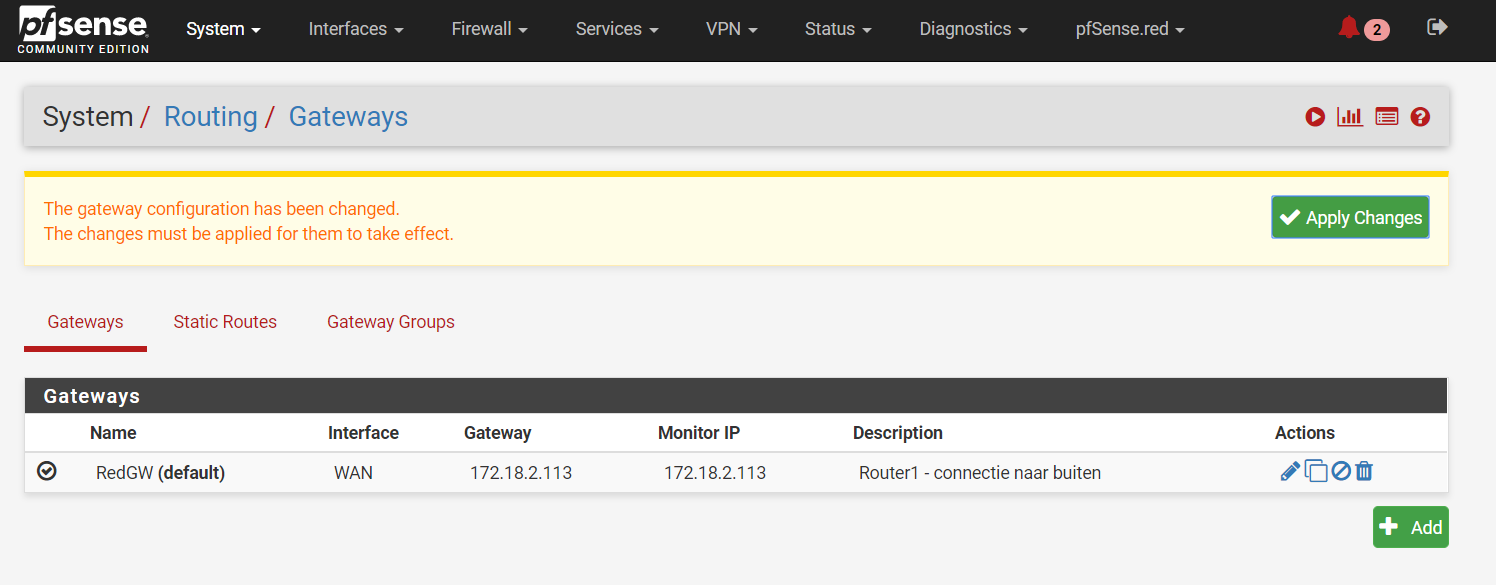 pfsense
COMMUNITY EDITION
System Interfaces Firewall Services VPN Status Diagnostics pfSense.red 2
System / Routing / Gateways
The gateway configuration has been changed.
The changes must be applied for them to take effect.
Apply Changes
Gateways Static Routes Gateway Groups
Gateways
Name Interface Gateway Monitor IP Description Actions
RedGW (default) WAN 172.18.2.113 172.18.2.113 Router1 - connectie naar buiten
Add